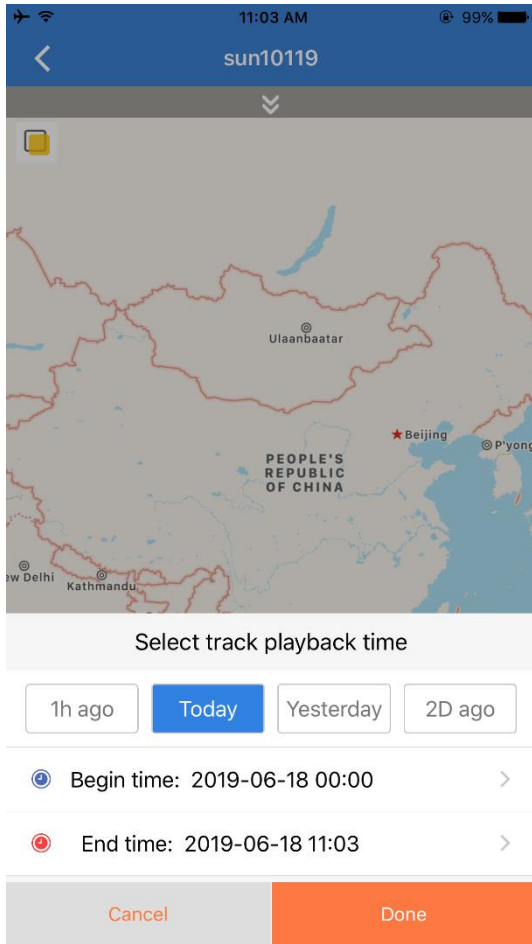 11:03 AM
99%
sun10119
Ulaanbaatar
Beijing
P'yong
PEOPLE'S
REPUBLIC
OF CHINA
ew Delhi
Kathmandu
Select track playback time
1h ago
Today
Yesterday
2D ago
Begin time: 2019-06-18 00:00
End time: 2019-06-18 11:03
Cancel
Done